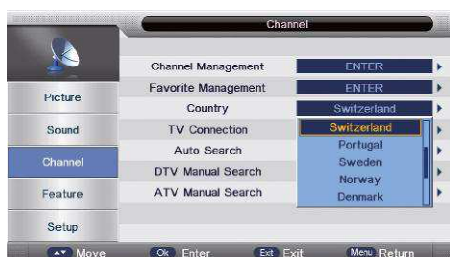 Channel
Channel Management ENTER
Favorite Management ENTER
Country Switzerland
TV Connection Switzerland
Portugal
Auto Search
Sweden
DTV Manual Search
Norway
ATV Manual Search
Denmark
Picture
Sound
Channel
Feature
Setup
Move Ok Enter Exit Exit Menu Return